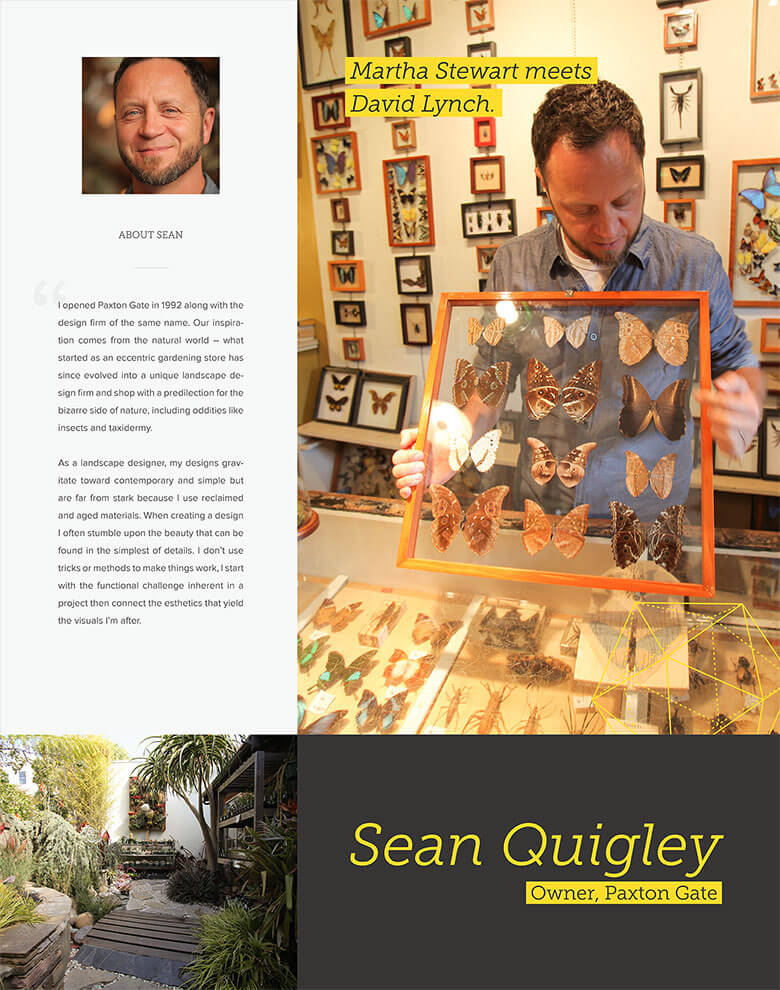 Martha Stewart meets
David Lynch.
ABOUT SEAN
“
I opened Paxton Gate in 1992 along with the
design firm of the same name. Our inspira-
tion comes from the natural world – what
started as an eccentric gardening store has
since evolved into a unique landscape de-
sign firm and shop with a predilection for the
bizarre side of nature, including oddities like
insects and taxidermy.
As a landscape designer, my designs grav-
itate toward contemporary and simple but
are far from stark because I use reclaimed
and aged materials. When creating a design
I often stumble upon the beauty that can be
found in the simplest of details. I don’t use
tricks or methods to make things work, I start
with the functional challenge inherent in a
project then connect the esthetics that yield
the visuals I’m after.
Sean Quigley
Owner, Paxton Gate